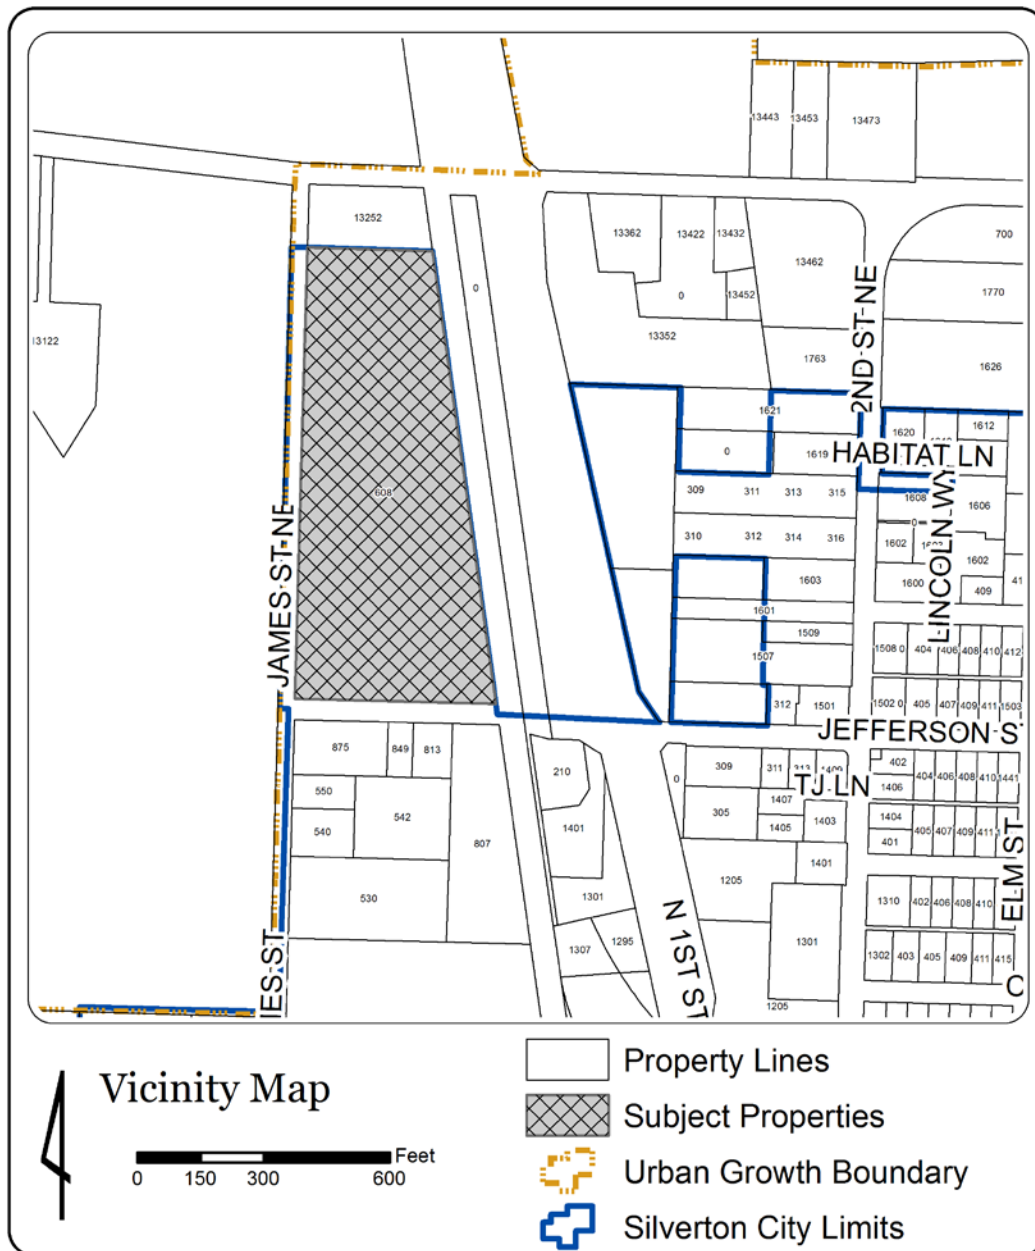 13443 13453 13473
13252
13362 13422 13432
13462
700
0
0
13452
1770
13122
13352
1763
1626
2ND ST NE
1621
1620
1612
HABITAT LN
0
1619
608
309 311 313 315
1608
1606
LINCOLN WY
310 312 314 316
0
1602
1602
1603
1600
409
41
JAMES ST NE
1601
1509
1507
1508 0 404 406 408 410 412
312 1501
1502 0 405 407 409 411 1503
JEFFERSON S
875 849 813
210
0
309
311 313 1409
402
404 406 408 410 1441
TJ LN
550
542
540
305
1407
1405
1403
1406
1404
401
405 407 409 411
1401
807
1401
1205
ELM ST
530
1301
1310 402 406 408 410
N 1ST ST
1307 1295
1301
1302 403 405 409 411 415
IES ST
1205
C
Vicinity Map
Feet
0 150 300 600
Property Lines
Subject Properties
Urban Growth Boundary
Silverton City Limits